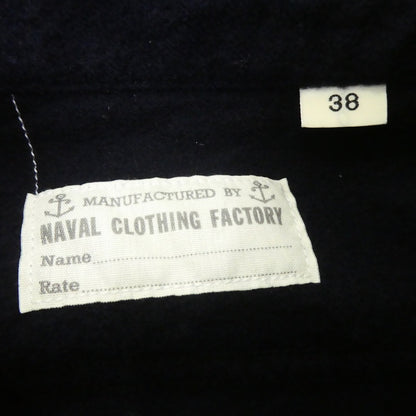 38
MANUFACTURED BY
NAVAL CLOTHING FACTORY
Name
Rate